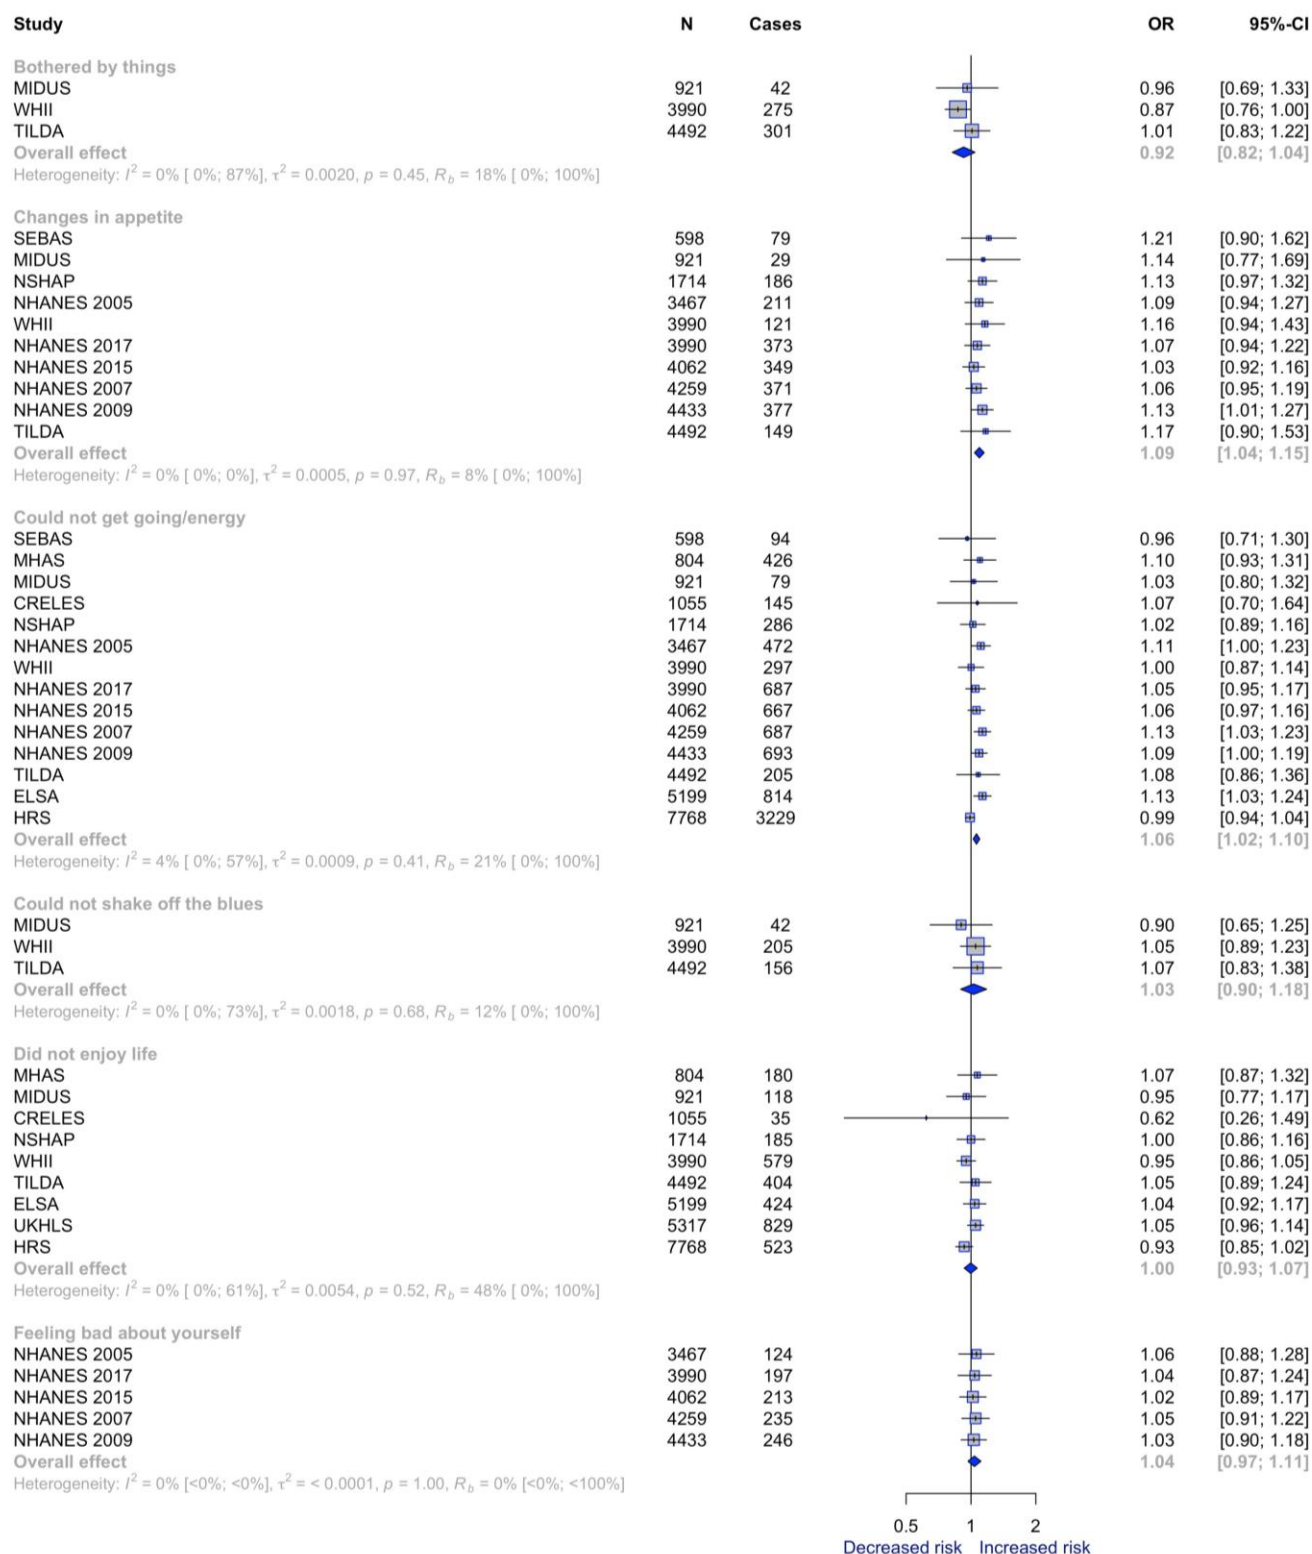 Study N Cases OR 95%-CI
Bothered by things
MIDUS 921 42 0.96 [0.69; 1.33]
WHII 3990 275 0.87 [0.76; 1.00]
TILDA 4492 301 1.01 [0.83; 1.22]
Overall effect 0.92 [0.82; 1.04]
Heterogeneity: I² = 0% [ 0%; 87%], τ² = 0.0020, p = 0.45, R_b = 18% [ 0%; 100%]
Changes in appetite
SEBAS 598 79 1.21 [0.90; 1.62]
MIDUS 921 29 1.14 [0.77; 1.69]
NSHAP 1714 186 1.13 [0.97; 1.32]
NHANES 2005 3467 211 1.09 [0.94; 1.27]
WHII 3990 121 1.16 [0.94; 1.43]
NHANES 2017 3990 373 1.07 [0.94; 1.22]
NHANES 2015 4062 349 1.03 [0.92; 1.16]
NHANES 2007 4259 371 1.06 [0.95; 1.19]
NHANES 2009 4433 377 1.13 [1.01; 1.27]
TILDA 4492 149 1.17 [0.90; 1.53]
Overall effect 1.09 [1.04; 1.15]
Heterogeneity: I² = 0% [ 0%; 0%], τ² = 0.0005, p = 0.97, R_b = 8% [ 0%; 100%]
Could not get going/energy
SEBAS 598 94 0.96 [0.71; 1.30]
MHAS 804 426 1.10 [0.93; 1.31]
MIDUS 921 79 1.03 [0.80; 1.32]
CRELES 1055 145 1.07 [0.70; 1.64]
NSHAP 1714 286 1.02 [0.89; 1.16]
NHANES 2005 3467 472 1.11 [1.00; 1.23]
WHII 3990 297 1.00 [0.87; 1.14]
NHANES 2017 3990 687 1.05 [0.95; 1.17]
NHANES 2015 4062 667 1.06 [0.97; 1.16]
NHANES 2007 4259 687 1.13 [1.03; 1.23]
NHANES 2009 4433 693 1.09 [1.00; 1.19]
TILDA 4492 205 1.08 [0.86; 1.36]
ELSA 5199 814 1.13 [1.03; 1.24]
HRS 7768 3229 0.99 [0.94; 1.04]
Overall effect 1.06 [1.02; 1.10]
Heterogeneity: I² = 4% [ 0%; 57%], τ² = 0.0009, p = 0.41, R_b = 21% [ 0%; 100%]
Could not shake off the blues
MIDUS 921 42 0.90 [0.65; 1.25]
WHII 3990 205 1.05 [0.89; 1.23]
TILDA 4492 156 1.07 [0.83; 1.38]
Overall effect 1.03 [0.90; 1.18]
Heterogeneity: I² = 0% [ 0%; 73%], τ² = 0.0018, p = 0.68, R_b = 12% [ 0%; 100%]
Did not enjoy life
MHAS 804 180 1.07 [0.87; 1.32]
MIDUS 921 118 0.95 [0.77; 1.17]
CRELES 1055 35 0.62 [0.26; 1.49]
NSHAP 1714 185 1.00 [0.86; 1.16]
WHII 3990 579 0.95 [0.86; 1.05]
TILDA 4492 404 1.05 [0.89; 1.24]
ELSA 5199 424 1.04 [0.92; 1.17]
UKHLS 5317 829 1.05 [0.96; 1.14]
HRS 7768 523 0.93 [0.85; 1.02]
Overall effect 1.00 [0.93; 1.07]
Heterogeneity: I² = 0% [ 0%; 61%], τ² = 0.0054, p = 0.52, R_b = 48% [ 0%; 100%]
Feeling bad about yourself
NHANES 2005 3467 124 1.06 [0.88; 1.28]
NHANES 2017 3990 197 1.04 [0.87; 1.24]
NHANES 2015 4062 213 1.02 [0.89; 1.17]
NHANES 2007 4259 235 1.05 [0.91; 1.22]
NHANES 2009 4433 246 1.03 [0.90; 1.18]
Overall effect 1.04 [0.97; 1.11]
Heterogeneity: I² = 0% [<0%; <0%], τ² = < 0.0001, p = 1.00, R_b = 0% [<0%; <100%]
0.5 1 2
Decreased risk Increased risk